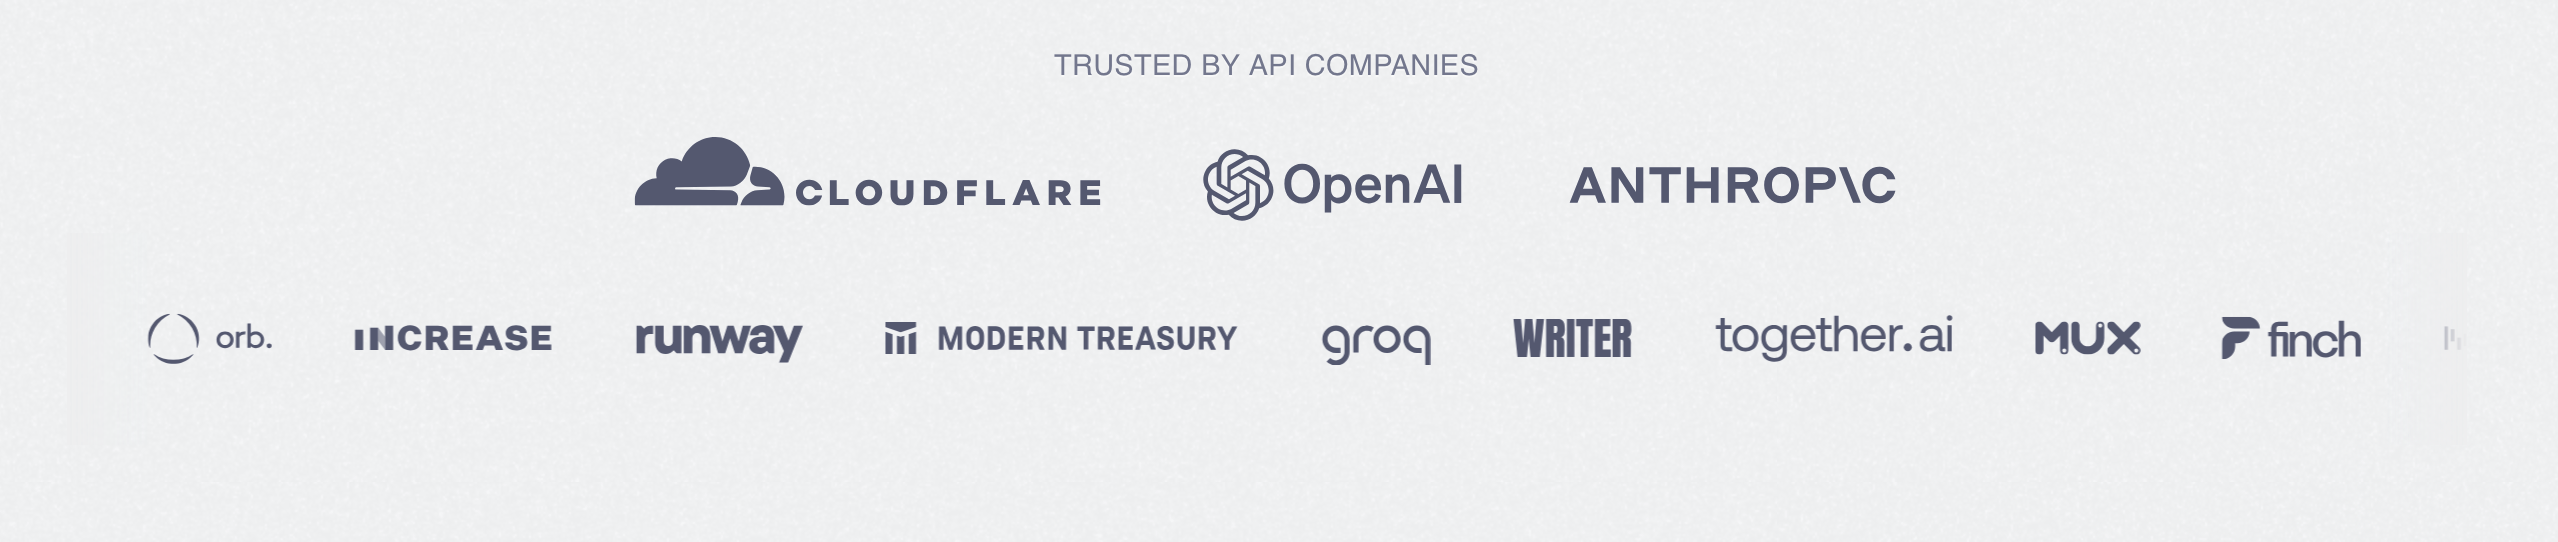 TRUSTED BY API COMPANIES
CLOUDFLARE OpenAI ANTHROP\C
orb. INCREASE runway MODERN TREASURY groq WRITER together.ai MUX finch